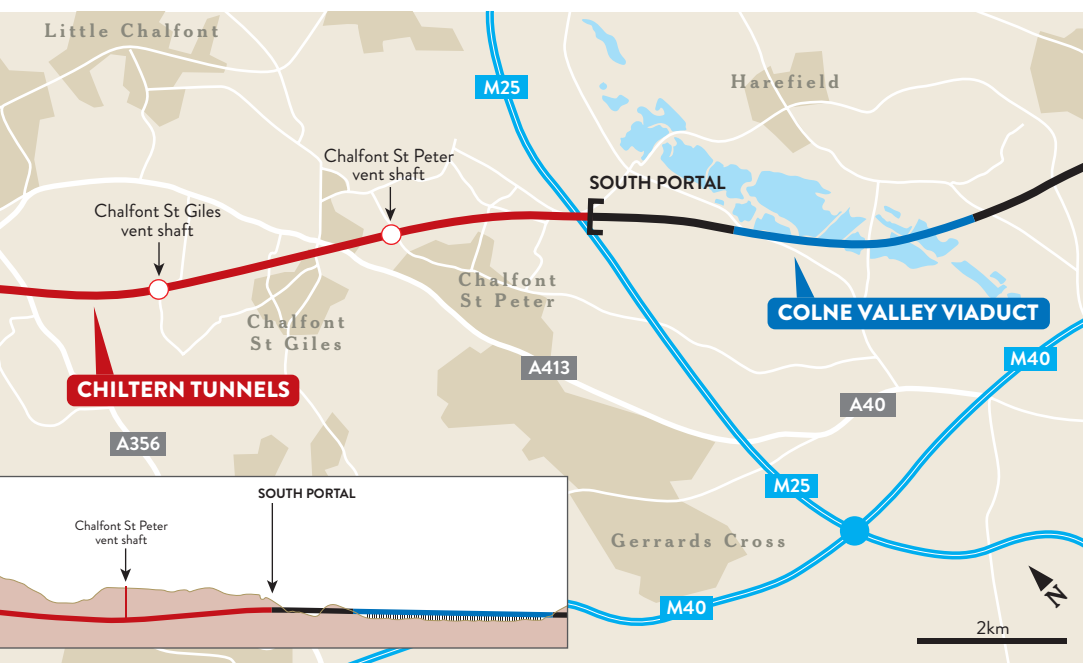 Little Chalfont
M25
Harefield
Chalfont St Peter
vent shaft
SOUTH PORTAL
Chalfont St Giles
vent shaft
Chalfont
St Peter
COLNE VALLEY VIADUCT
Chalfont
St Giles
M40
A413
CHILTERN TUNNELS
A40
A356
M25
SOUTH PORTAL
Chalfont St Peter
vent shaft
Gerrards Cross
N
M40
2km